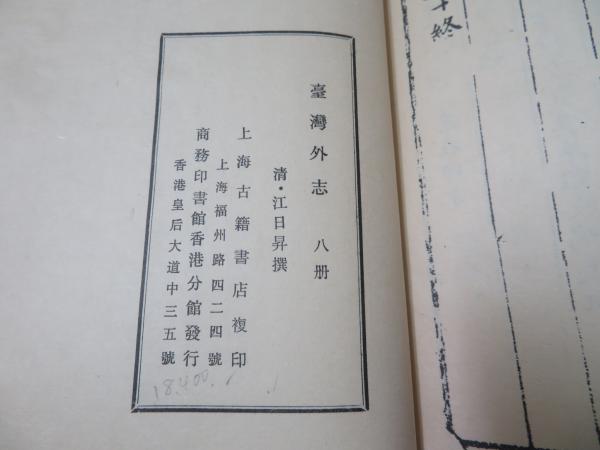 十終
臺灣外志 八册
清・江日昇撰
上海古籍書店複印
上海福州路四二四號
商務印書館香港分館發行
香港皇后大道中三五號
18.400.